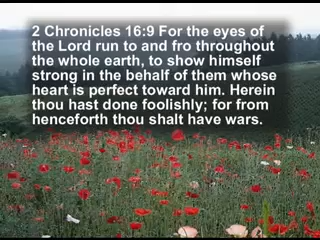 2 Chronicles 16:9 For the eyes of
the Lord run to and fro throughout
the whole earth, to show himself
strong in the behalf of them whose
heart is perfect toward him. Herein
thou hast done foolishly; for from
henceforth thou shalt have wars.